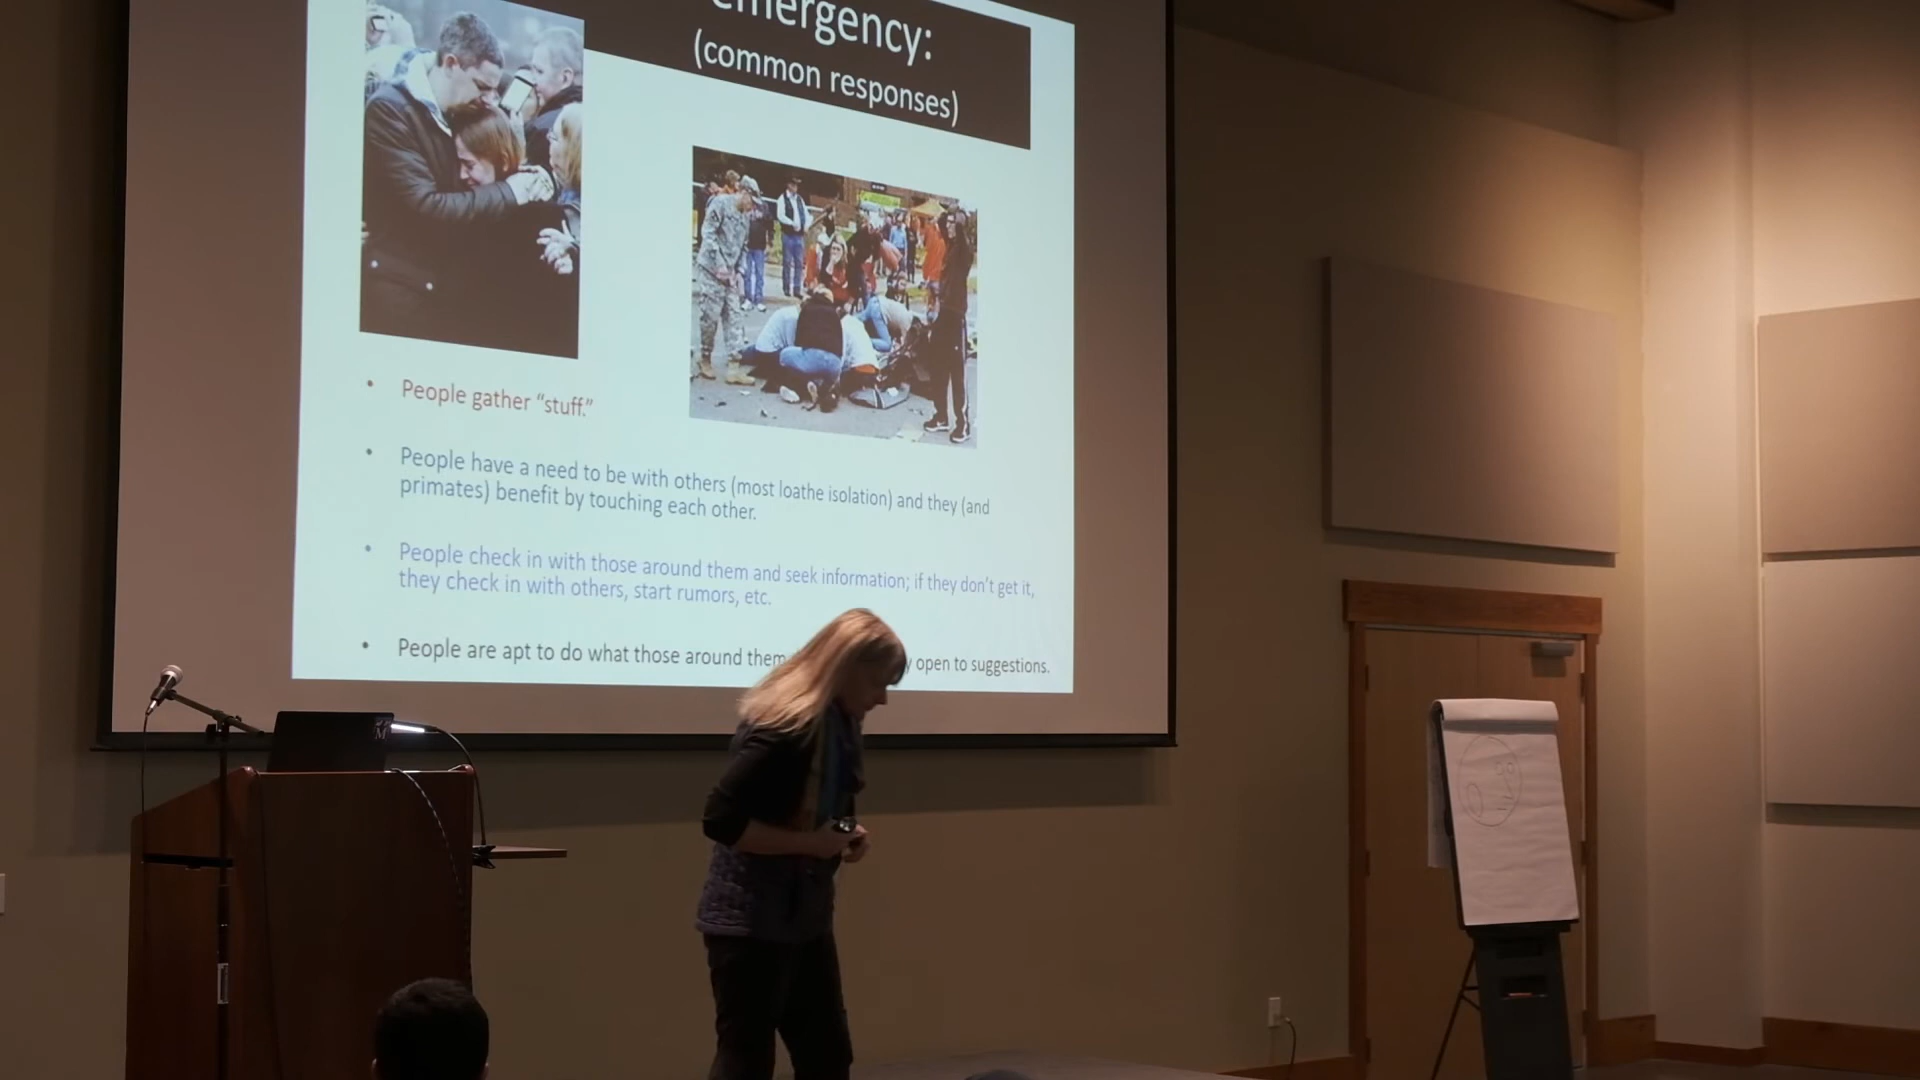 emergency:
(common responses)
• People gather “stuff.”
• People have a need to be with others (most loathe isolation) and they (and
primates) benefit by touching each other.
• People check in with those around them and seek information; if they don’t get it,
they check in with others, start rumors, etc.
• People are apt to do what those around them
open to suggestions.